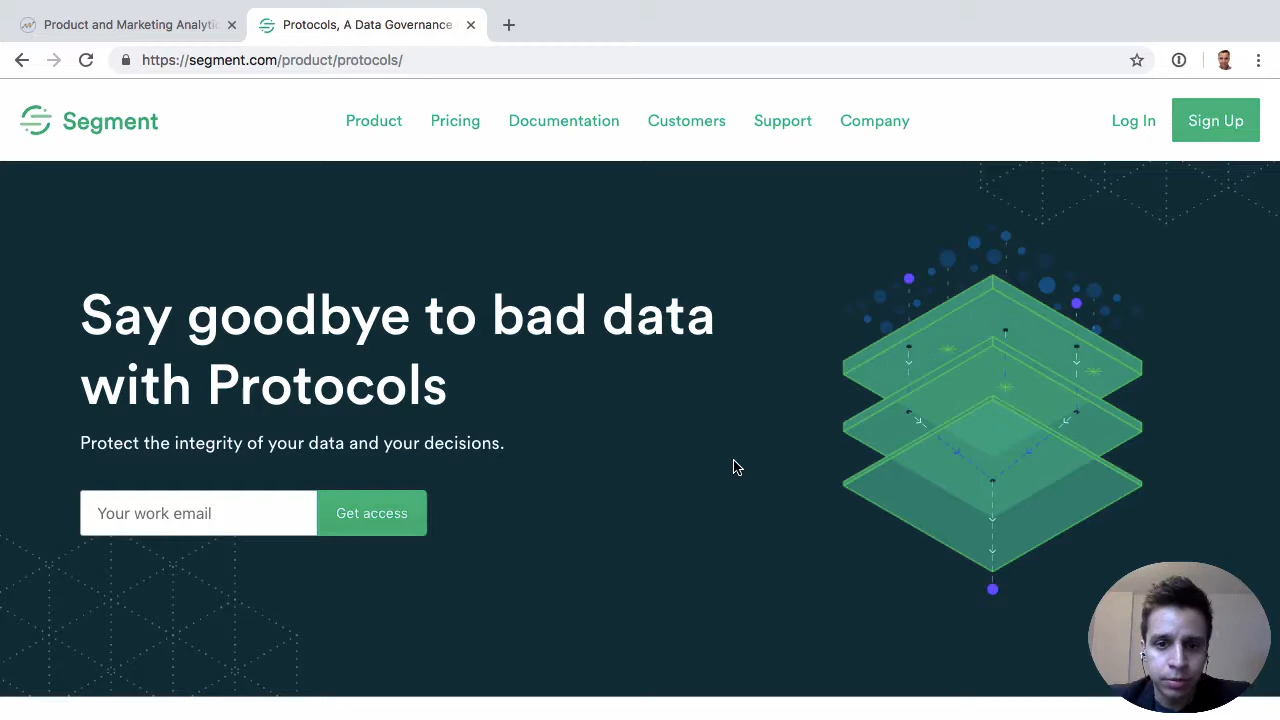 Product and Marketing Analytic
Protocols, A Data Governance
https://segment.com/product/protocols/
Segment
Product
Pricing
Documentation
Customers
Support
Company
Log In
Sign Up
Say goodbye to bad data
with Protocols
Protect the integrity of your data and your decisions.
Your work email
Get access